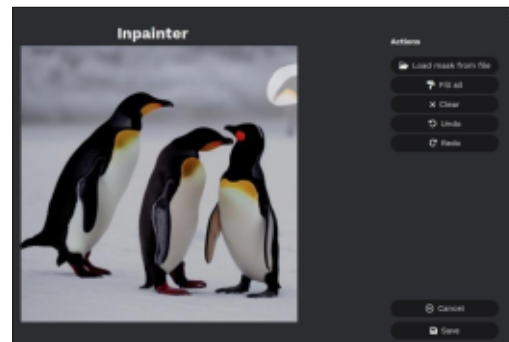 Inpainter
Actions
Load mask from file
Fill all
Clear
Undo
Redo
Cancel
Save